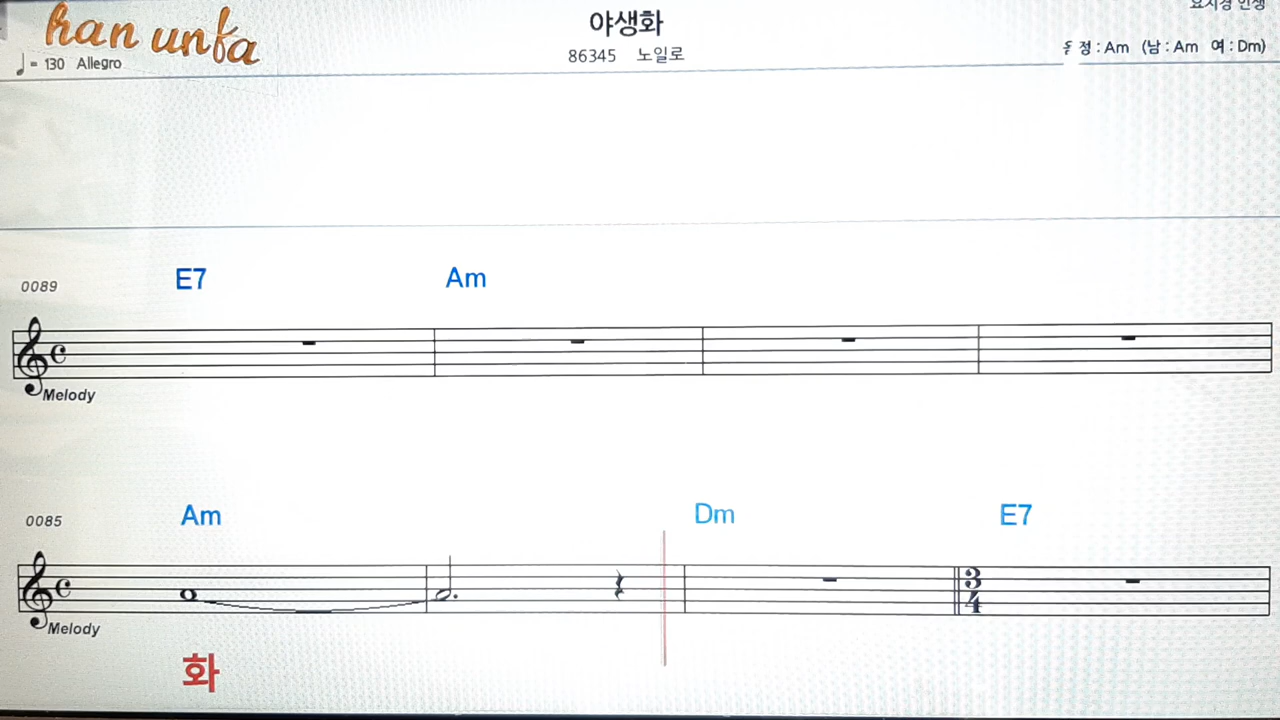 han unfa
야생화
86345 노일로
♩= 130 Allegro
정 : Am (남 : Am 여 : Dm)
0089
E7 Am
Melody
0085
Am Dm E7
3
4
Melody
화